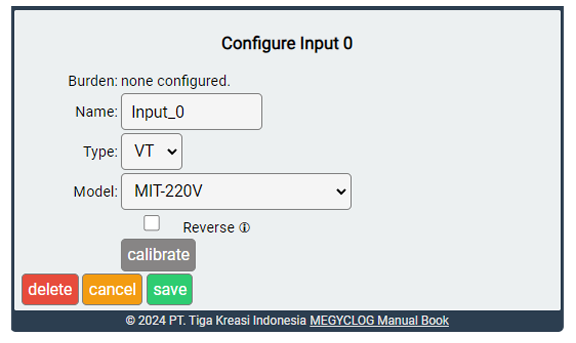 Configure Input 0
Burden: none configured.
Name: Input_0
Type: VT
Model: MIT-220V
Reverse ⓘ
calibrate
delete cancel save
© 2024 PT. Tiga Kreasi Indonesia MEGYCLOG Manual Book